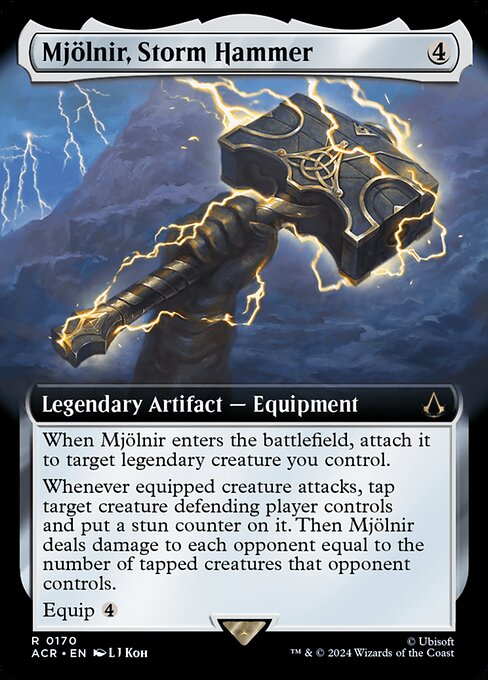 Mjölnir, Storm Hammer 4
Legendary Artifact — Equipment
When Mjölnir enters the battlefield, attach it
to target legendary creature you control.
Whenever equipped creature attacks, tap
target creature defending player controls
and put a stun counter on it. Then Mjölnir
deals damage to each opponent equal to the
number of tapped creatures that opponent
controls.
Equip 4
R 0170
ACR • EN LJ Koh
© Ubisoft
™ & © 2024 Wizards of the Coast